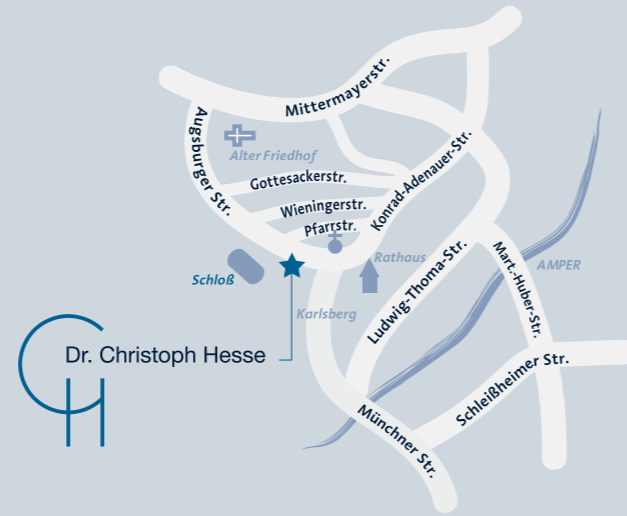 Mittermayerstr.
Augsburger Str.
Alter Friedhof
Gottesackerstr.
Wieningerstr.
Pfarrstr.
Konrad-Adenauer-Str.
Rathaus
Schloß
Karlsberg
Ludwig-Thoma-Str.
Mart.-Huber-Str.
AMPER
CH
Dr. Christoph Hesse
Schleißheimer Str.
Münchner Str.